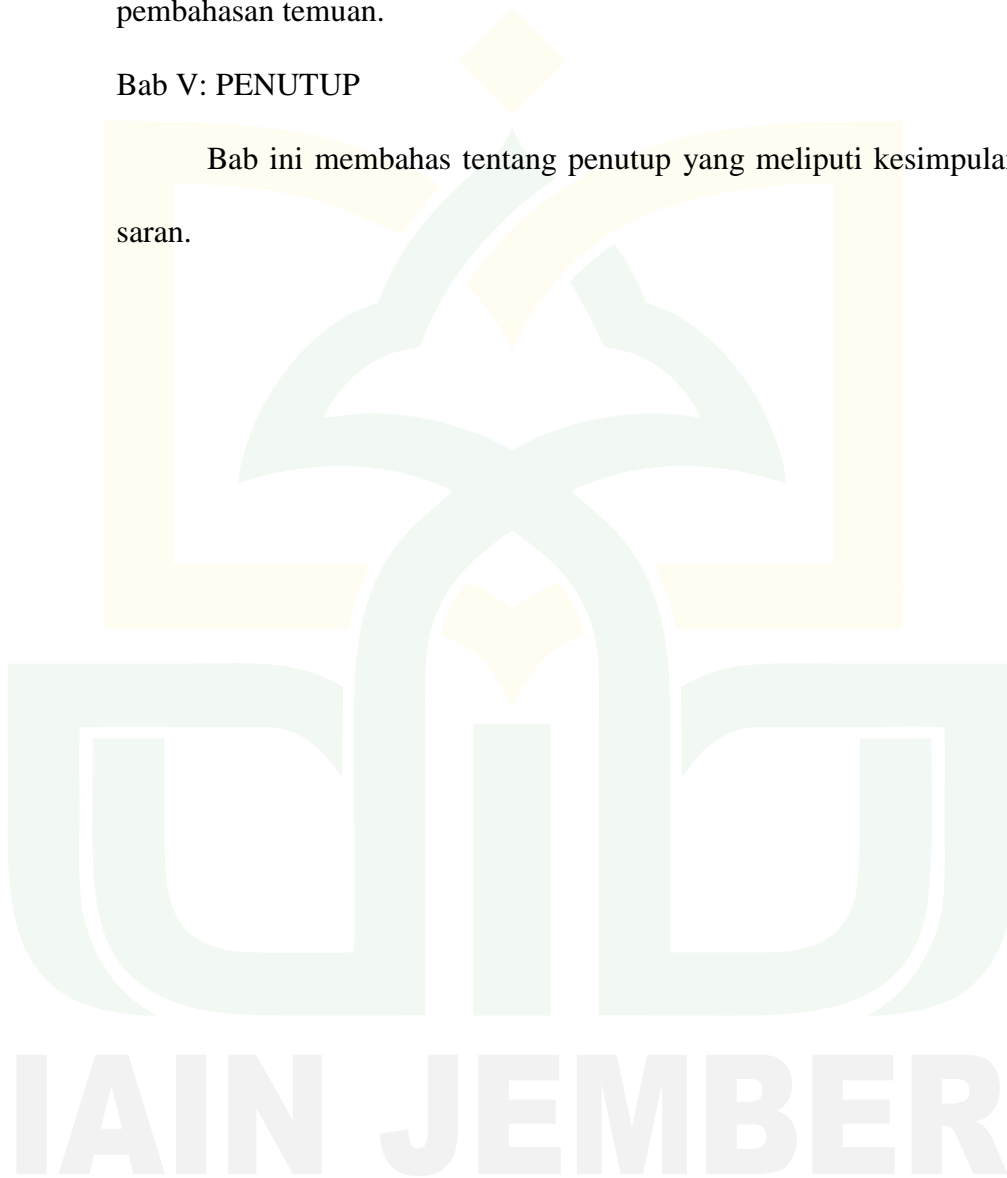 pembahasan temuan.
Bab V: PENUTUP
Bab ini membahas tentang penutup yang meliputi kesimpulan
saran.
IAIN JEMBER